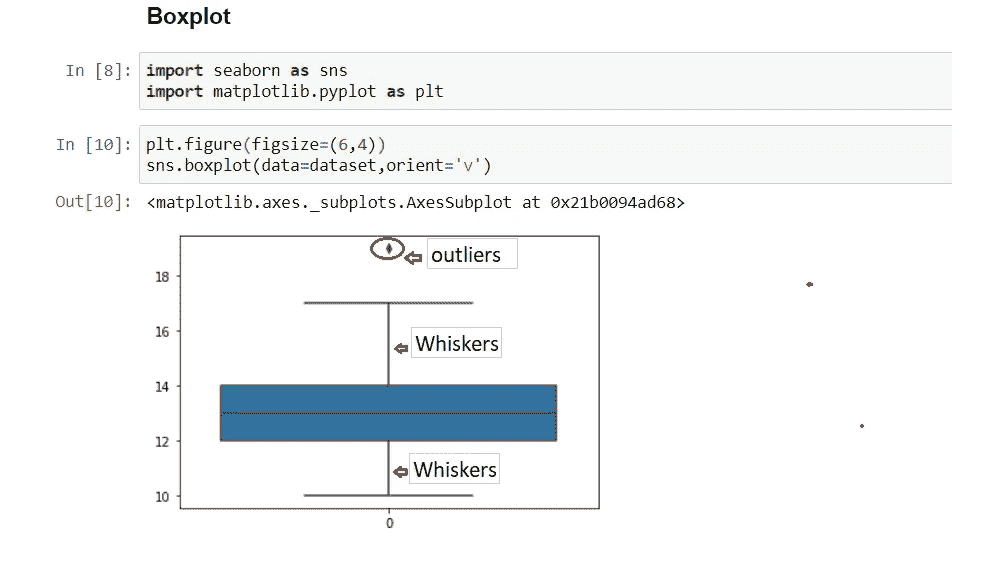 Boxplot
In [8]: import seaborn as sns
import matplotlib.pyplot as plt
In [10]: plt.figure(figsize=(6,4))
sns.boxplot(data=dataset,orient='v')
Out[10]: <matplotlib.axes._subplots.AxesSubplot at 0x21b0094ad68>
outliers
18
16
Whiskers
14
12
Whiskers
10
0